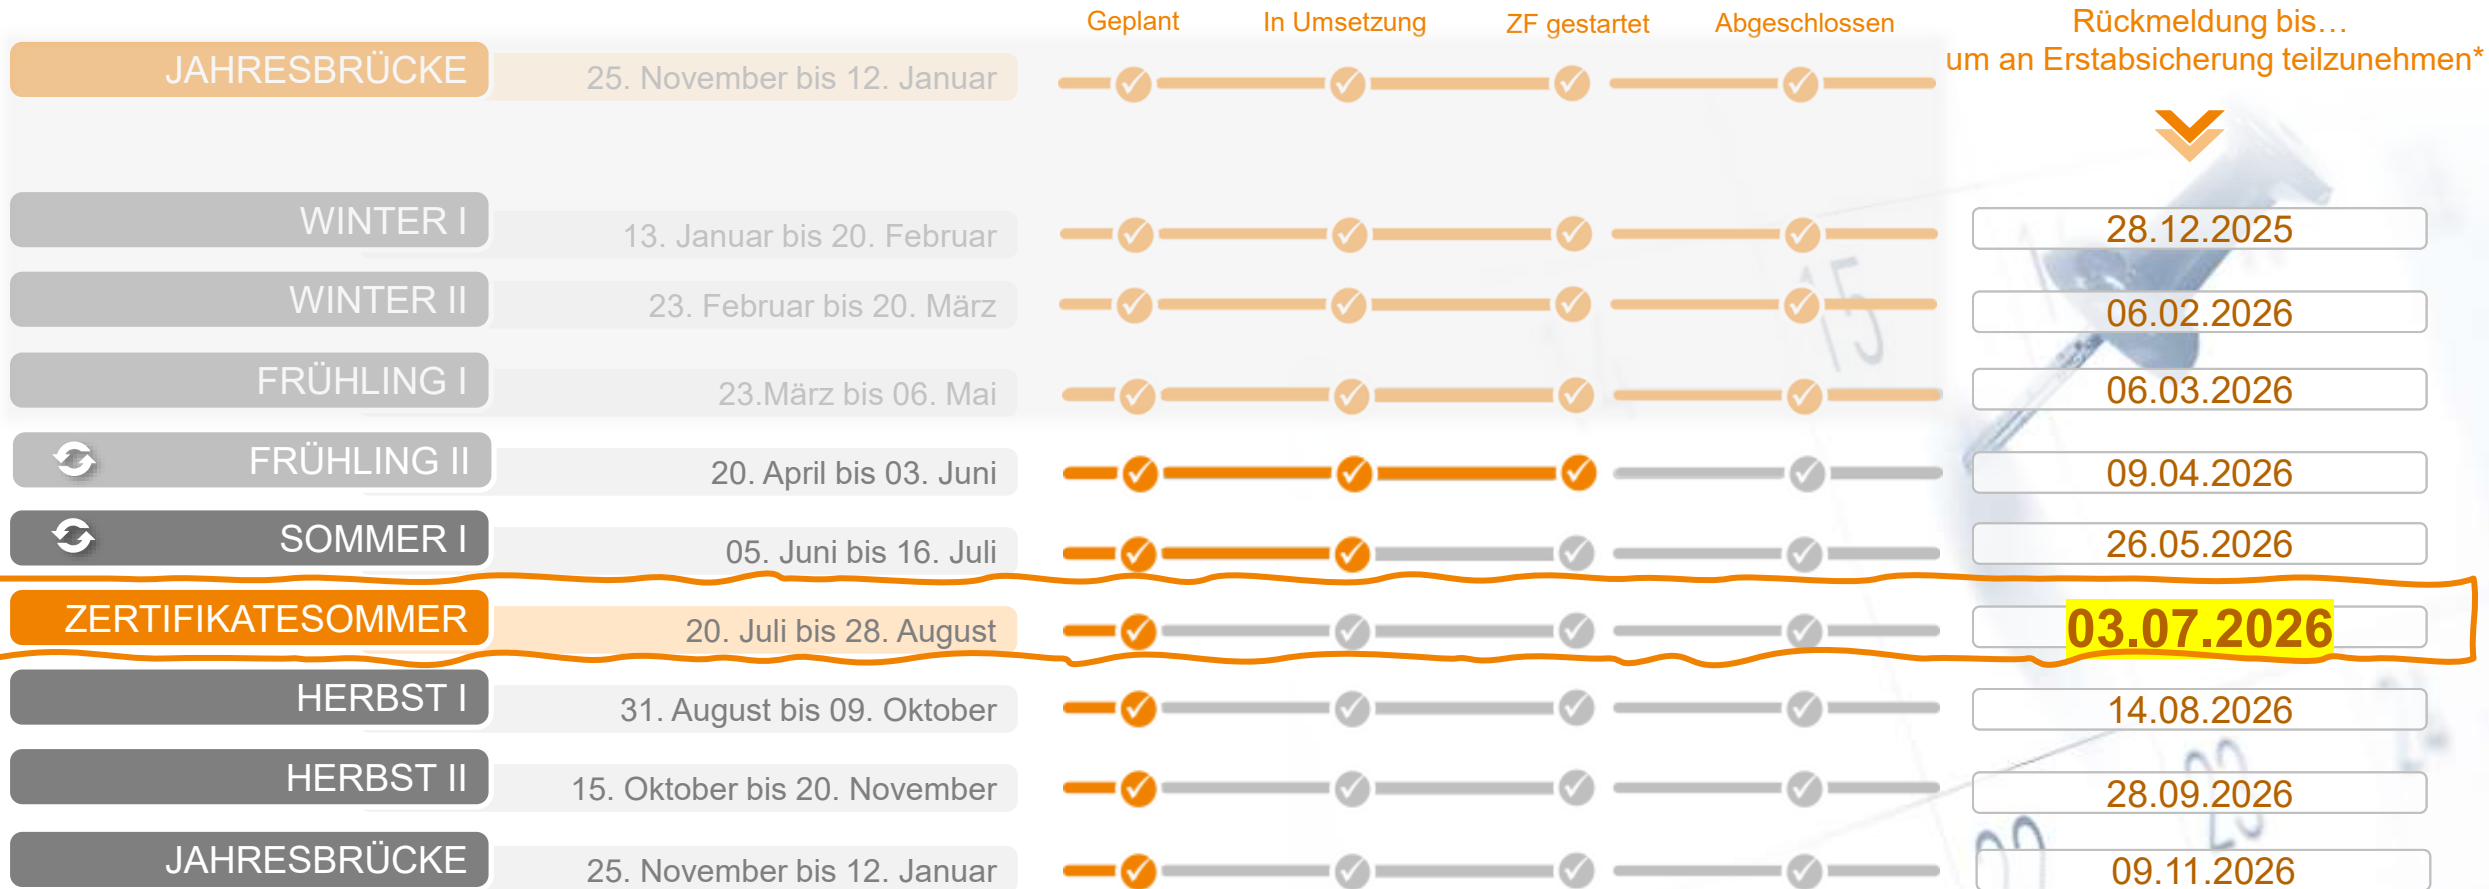 Geplant In Umsetzung ZF gestartet Abgeschlossen Rückmeldung bis…
um an Erstabsicherung teilzunehmen*
JAHRESBRÜCKE 25. November bis 12. Januar
WINTER I 13. Januar bis 20. Februar 28.12.2025
WINTER II 23. Februar bis 20. März 06.02.2026
FRÜHLING I 23.März bis 06. Mai 06.03.2026
FRÜHLING II 20. April bis 03. Juni 09.04.2026
SOMMER I 05. Juni bis 16. Juli 26.05.2026
ZERTIFIKATESOMMER 20. Juli bis 28. August 03.07.2026
HERBST I 31. August bis 09. Oktober 14.08.2026
HERBST II 15. Oktober bis 20. November 28.09.2026
JAHRESBRÜCKE 25. November bis 12. Januar 09.11.2026
15
23